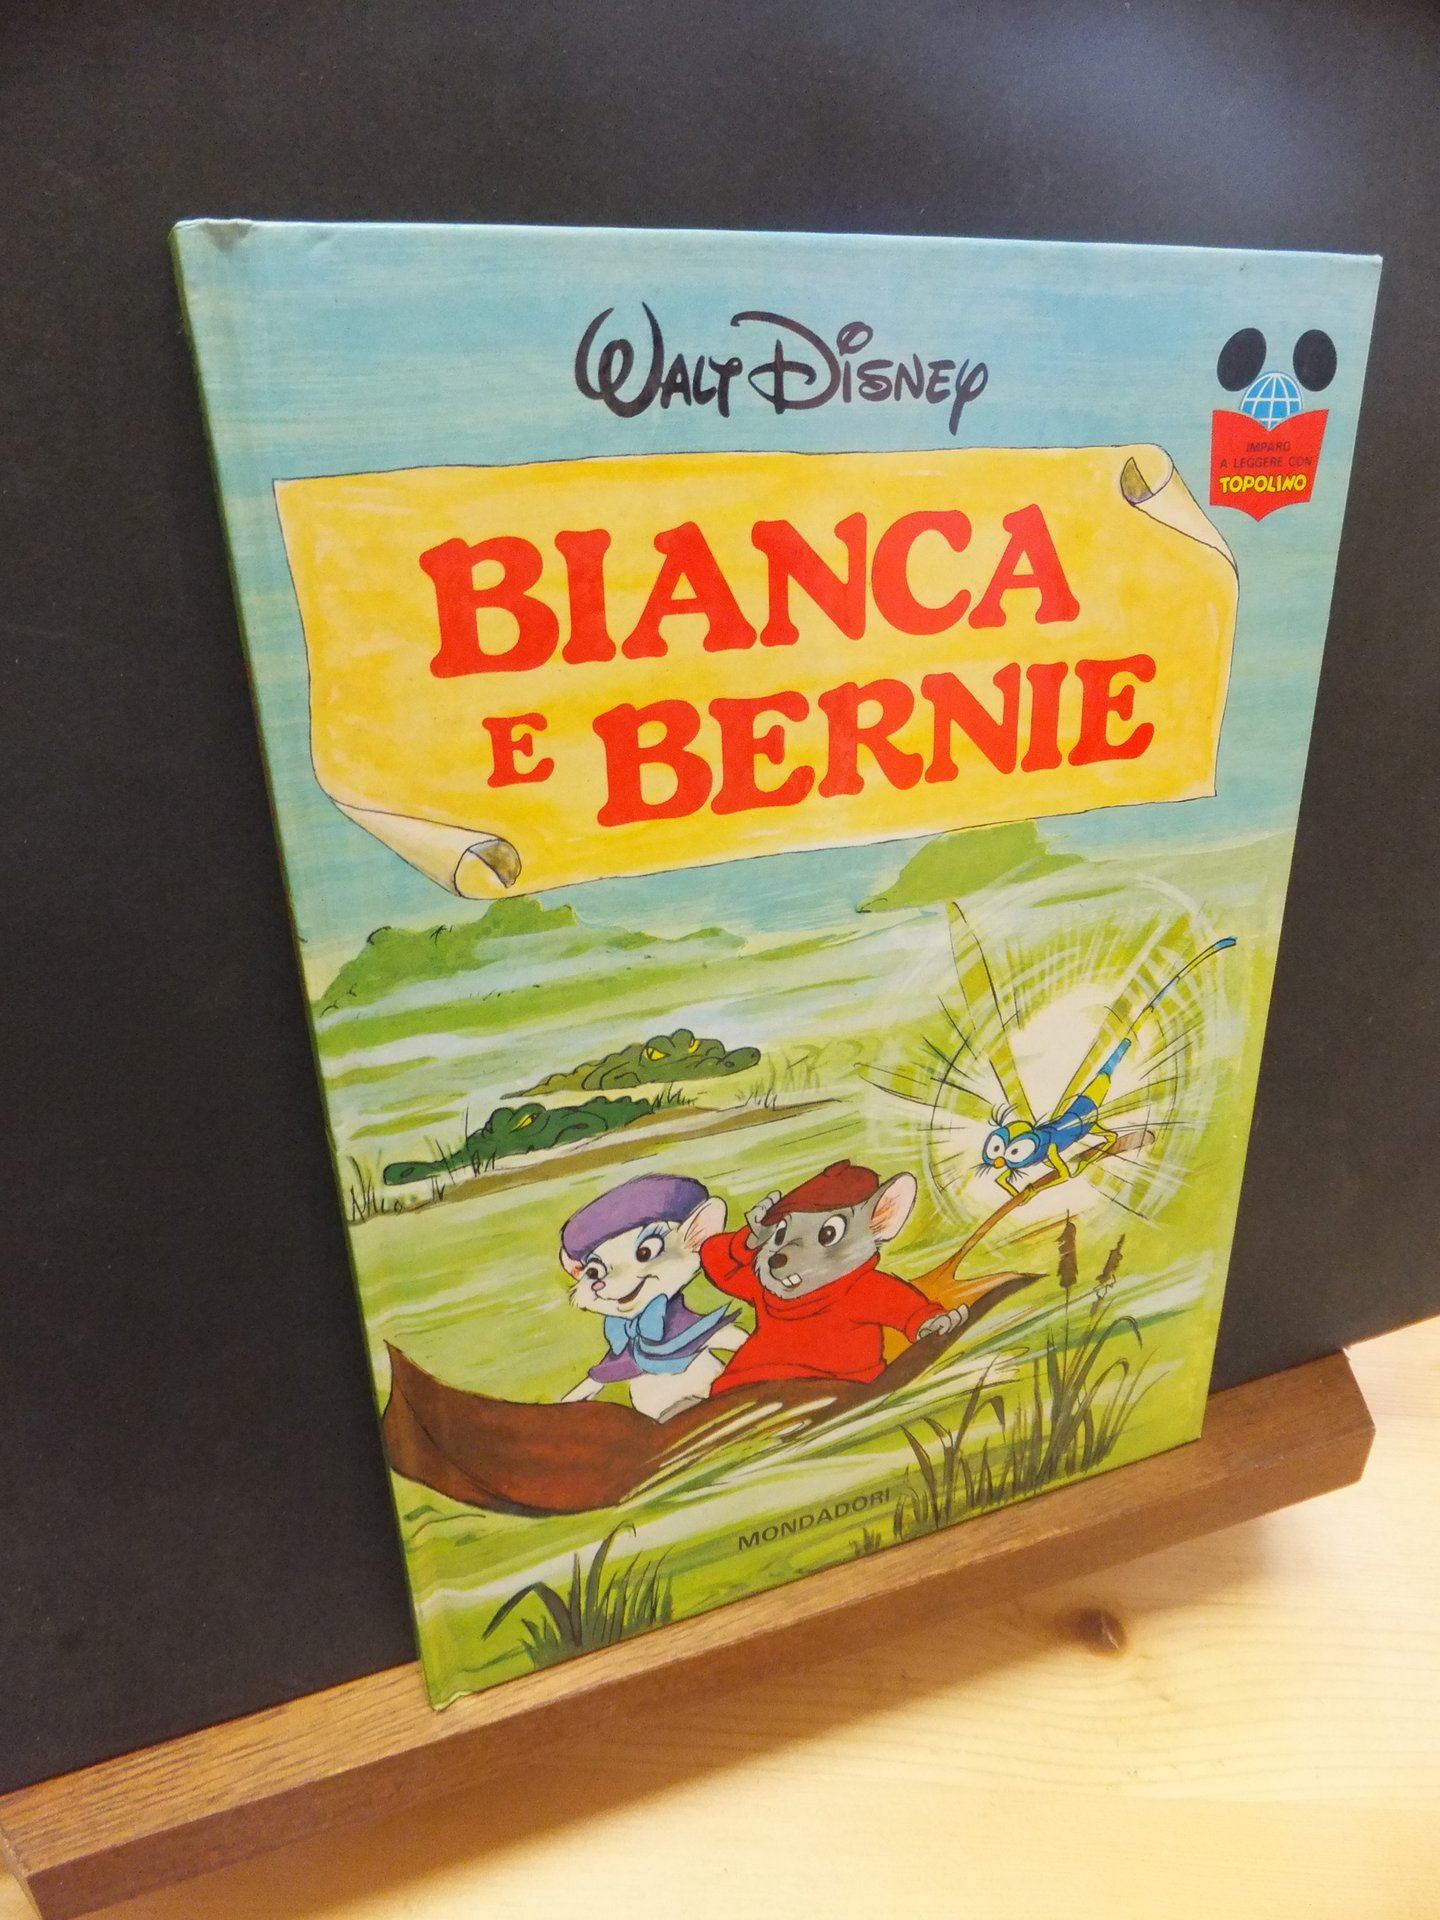 WALT DISNEY
IMPARO
A LEGGERE CON
TOPOLINO
BIANCA
E BERNIE
MONDADORI